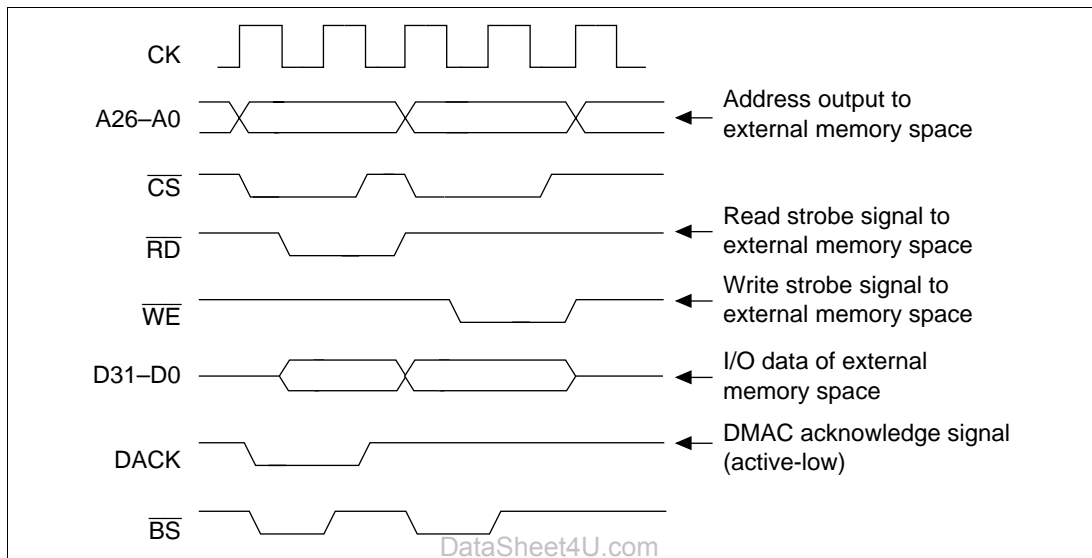 CK
A26–A0
Address output to
external memory space
CS
RD
Read strobe signal to
external memory space
WE
Write strobe signal to
external memory space
D31–D0
I/O data of external
memory space
DACK
DMAC acknowledge signal
(active-low)
BS
DataSheet4U.com